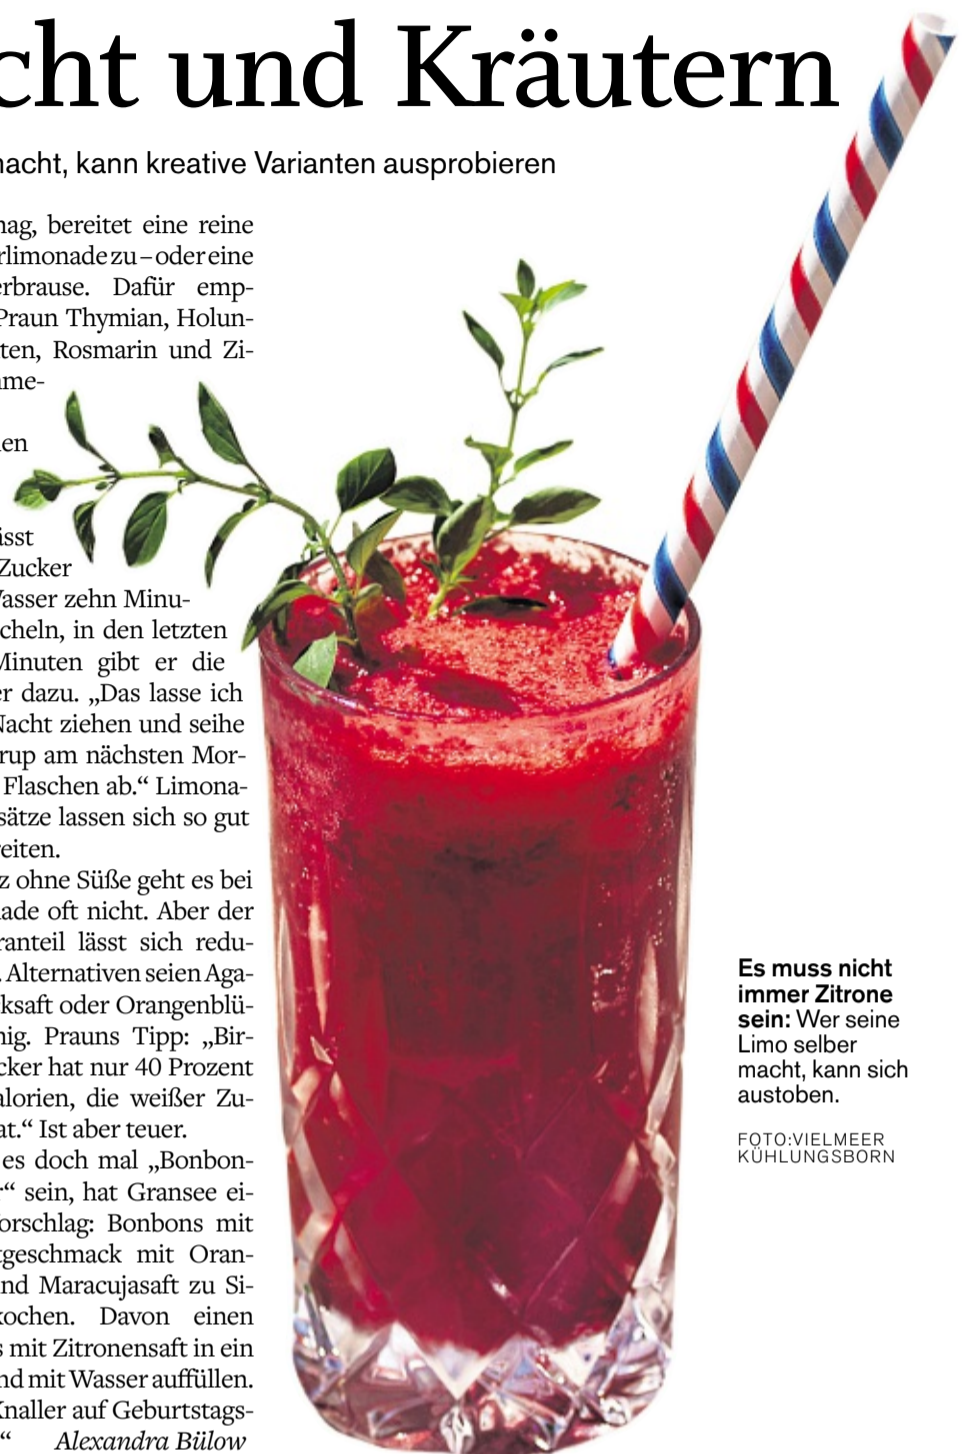 cht und Kräutern
macht, kann kreative Varianten ausprobieren
mag, bereitet eine reine
rlimonade zu – oder eine
erbrause. Dafür emp-
Praun Thymian, Holun-
ten, Rosmarin und Zi-
me-
en
ässt
Zucker
Wasser zehn Minu-
cheln, in den letzten
Minuten gibt er die
er dazu. „Das lasse ich
Nacht ziehen und seihe
rup am nächsten Mor-
Flaschen ab.“ Limona-
sätze lassen sich so gut
eiten.
z ohne Süße geht es bei
ade oft nicht. Aber der
ranteil lässt sich redu-
. Alternativen seien Aga-
ksaft oder Orangenblü-
nig. Prauns Tipp: „Bir-
cker hat nur 40 Prozent
alorien, die weißer Zu-
at.“ Ist aber teuer.
es doch mal „Bonbon-
r“ sein, hat Gransee ei-
Vorschlag: Bonbons mit
tgeschmack mit Oran-
nd Maracujasaft zu Si-
kochen. Davon einen
s mit Zitronensaft in ein
nd mit Wasser auffüllen.
Knaller auf Geburtstags-
“ Alexandra Bülow
Es muss nicht
immer Zitrone
sein: Wer seine
Limo selber
macht, kann sich
austoben.
FOTO:VIELMEER
KÜHLUNGSBORN